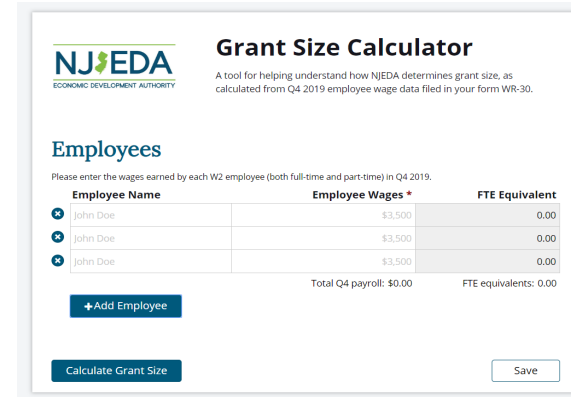 NJEDA
ECONOMIC DEVELOPMENT AUTHORITY
Grant Size Calculator
A tool for helping understand how NJEDA determines grant size, as
calculated from Q4 2019 employee wage data filed in your form WR-30.
Employees
Please enter the wages earned by each W2 employee (both full-time and part-time) in Q4 2019.
Employee Name Employee Wages * FTE Equivalent
John Doe $3,500 0.00
John Doe $3,500 0.00
John Doe $3,500 0.00
Total Q4 payroll: $0.00 FTE equivalents: 0.00
+Add Employee
Calculate Grant Size Save